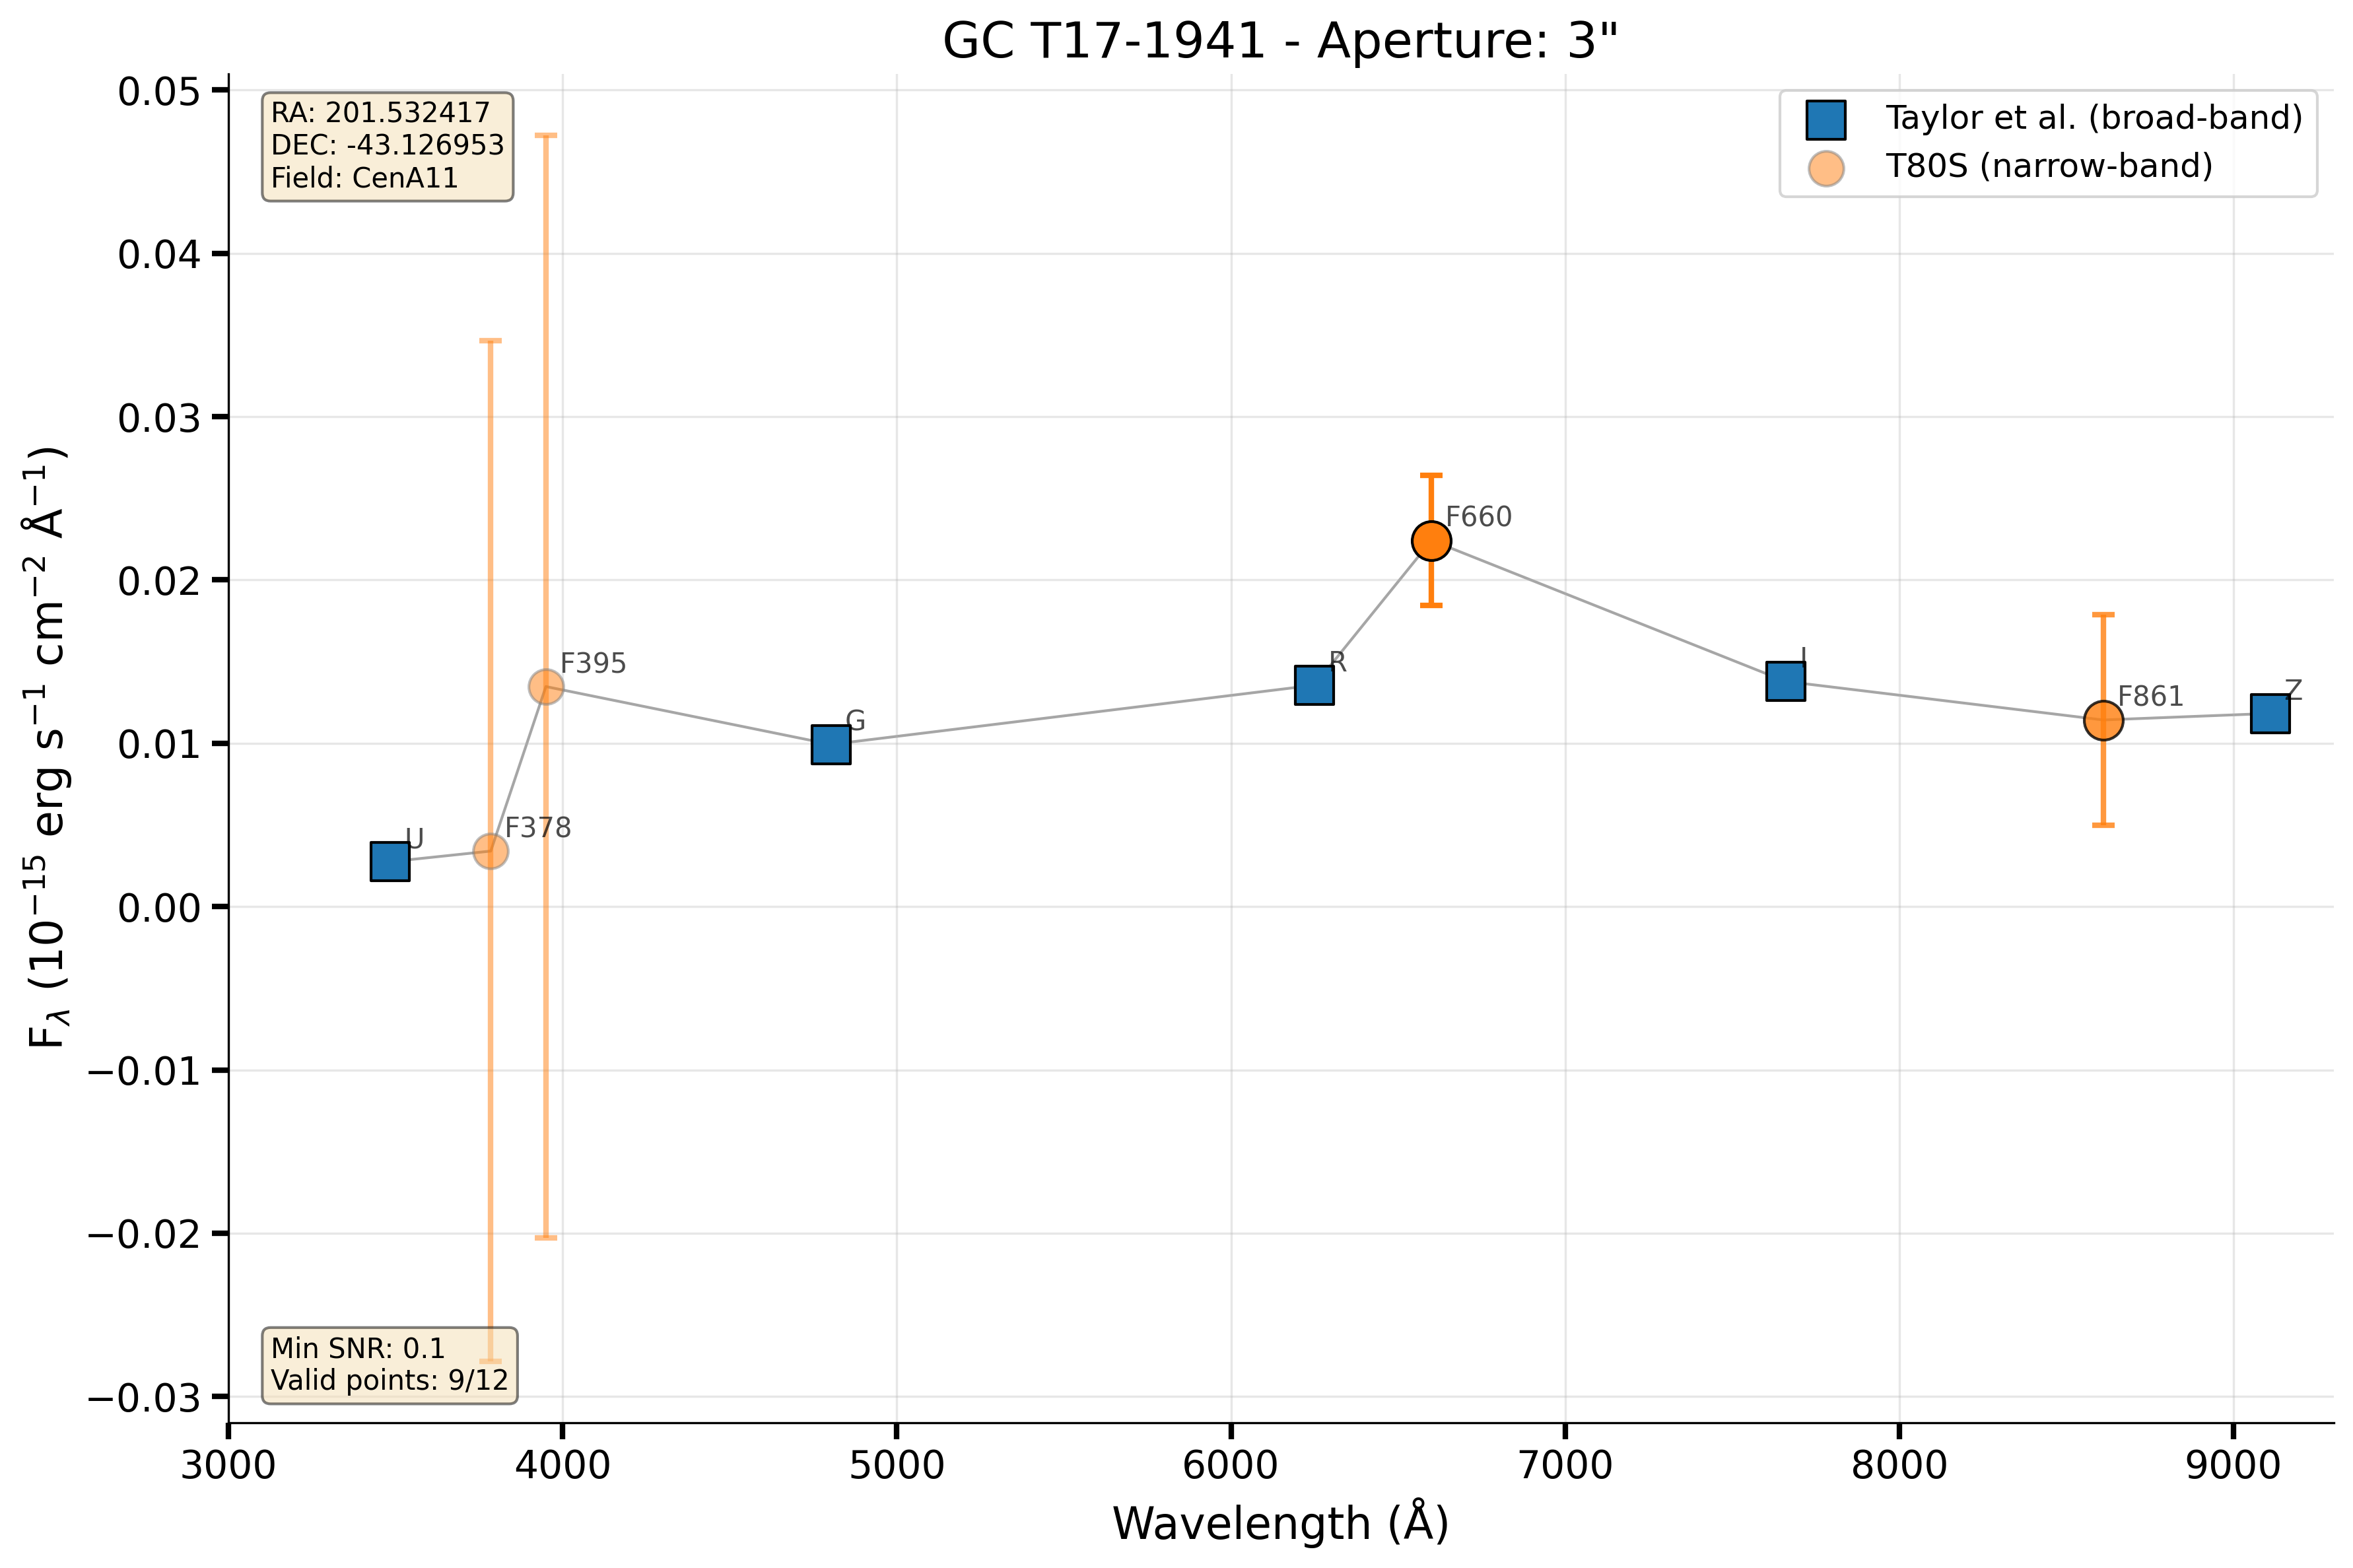 GC T17-1941 - Aperture: 3"
RA: 201.532417
DEC: -43.126953
Field: CenA11
Taylor et al. (broad-band)
T80S (narrow-band)
0.05
0.04
0.03
0.02
0.01
0.00
−0.01
−0.02
−0.03
F_λ (10⁻¹⁵ erg s⁻¹ cm⁻² Å⁻¹)
U
F378
F395
G
R
F660
I
F861
Z
Min SNR: 0.1
Valid points: 9/12
3000 4000 5000 6000 7000 8000 9000
Wavelength (Å)